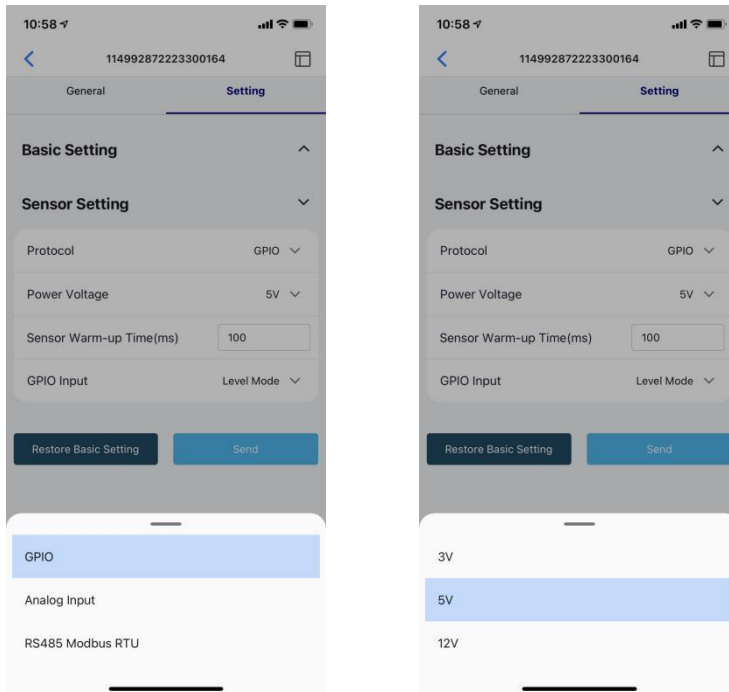 10:58
114992872223300164
General Setting
Basic Setting
Sensor Setting
Protocol GPIO
Power Voltage 5V
Sensor Warm-up Time(ms) 100
GPIO Input Level Mode
Restore Basic Setting Send
GPIO
Analog Input
RS485 Modbus RTU
10:58
114992872223300164
General Setting
Basic Setting
Sensor Setting
Protocol GPIO
Power Voltage 5V
Sensor Warm-up Time(ms) 100
GPIO Input Level Mode
Restore Basic Setting Send
3V
5V
12V